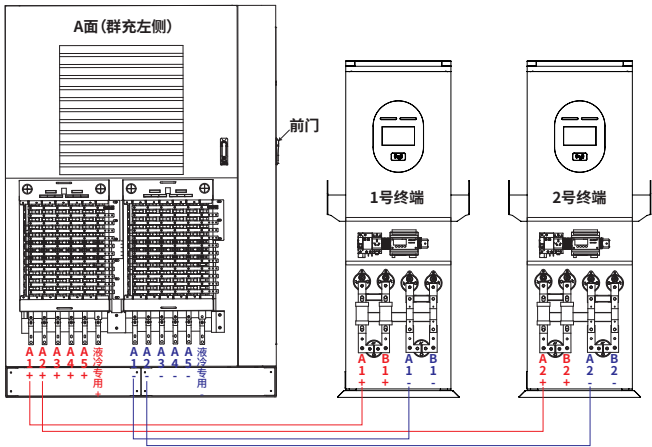 A面（群充左侧）
前门
1号终端
2号终端
A1+
A2+
A3+
A4+
A5+
液冷专用+
A1-
A2-
A3-
A4-
A5-
液冷专用-
A1+
B1+
A1-
B1-
A2+
B2+
A2-
B2-